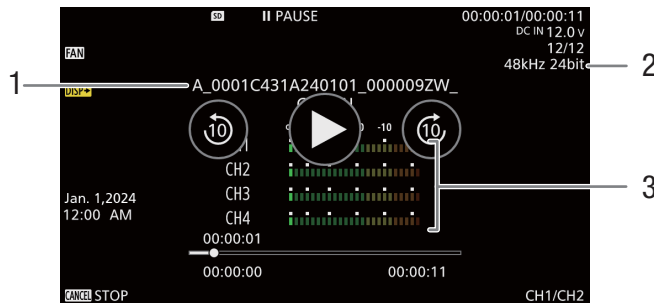 SD II PAUSE 00:00:01/00:00:11
DC IN 12.0 V
FAN 12/12
48kHz 24bit 2
1 A_0001C431A240101_000009ZW_
DISP+
10 -10 10
CH2
3
CH3
Jan. 1,2024
12:00 AM CH4
00:00:01
00:00:00 00:00:11
CANCEL STOP CH1/CH2